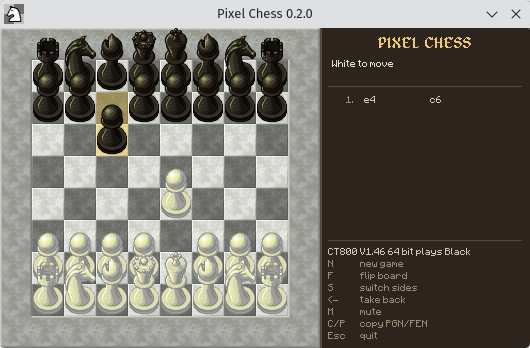 Pixel Chess 0.2.0
PIXEL CHESS
White to move
1. e4 c6
CT800 V1.46 64 bit plays Black
N new game
F flip board
S switch sides
<- take back
M mute
C/P copy PGN/FEN
Esc quit